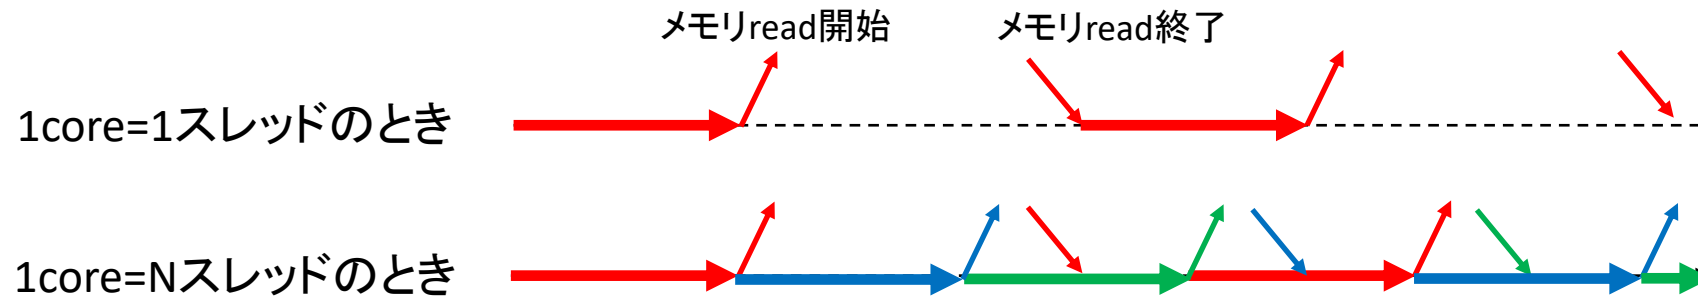 メモリread開始 メモリread終了
1core=1スレッドのとき
1core=Nスレッドのとき